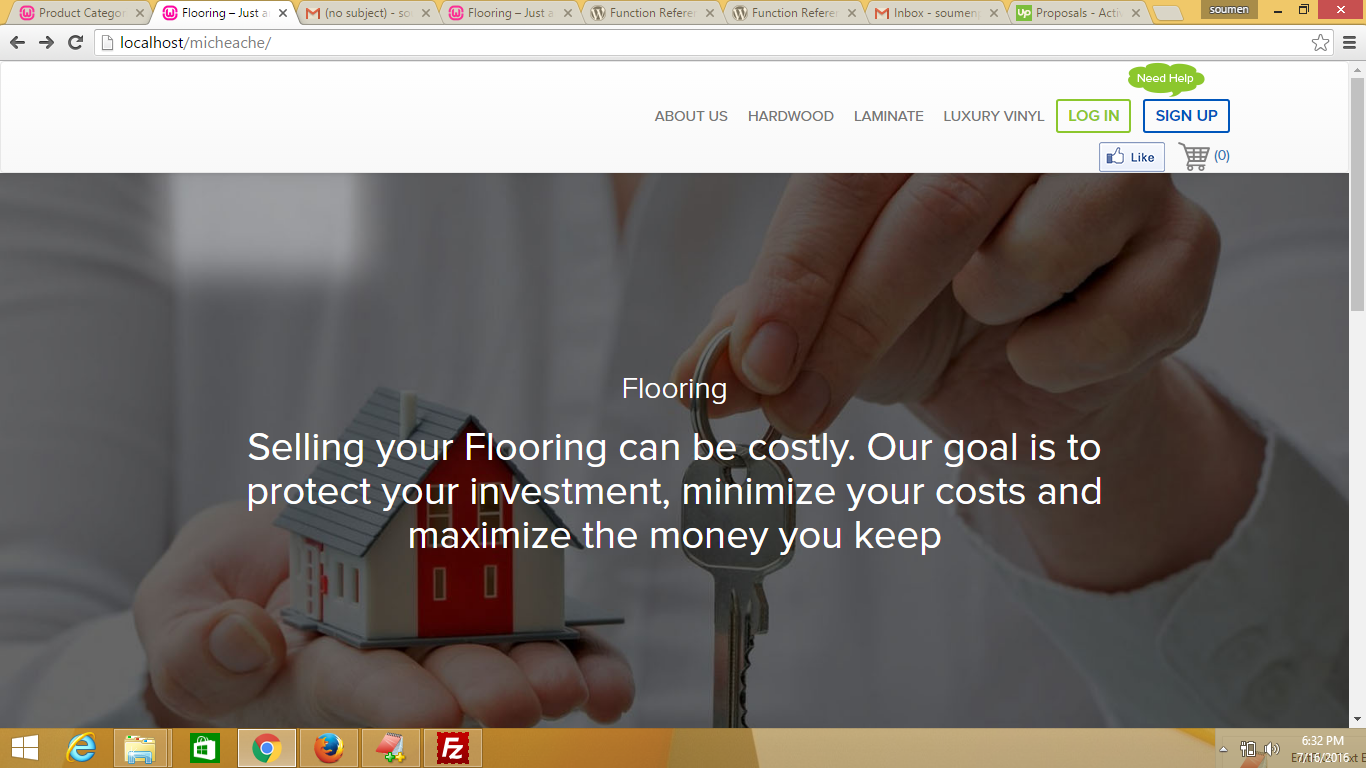 Product Categor
Flooring – Just a
(no subject) - so
Flooring – Just a
Function Refere
Function Refere
Inbox - soumen
Up Proposals - Activ
soumen
localhost/micheache/
Need Help
ABOUT US HARDWOOD LAMINATE LUXURY VINYL LOG IN SIGN UP
Like (0)
Flooring
Selling your Flooring can be costly. Our goal is to
protect your investment, minimize your costs and
maximize the money you keep
6:32 PM
7/16/2016